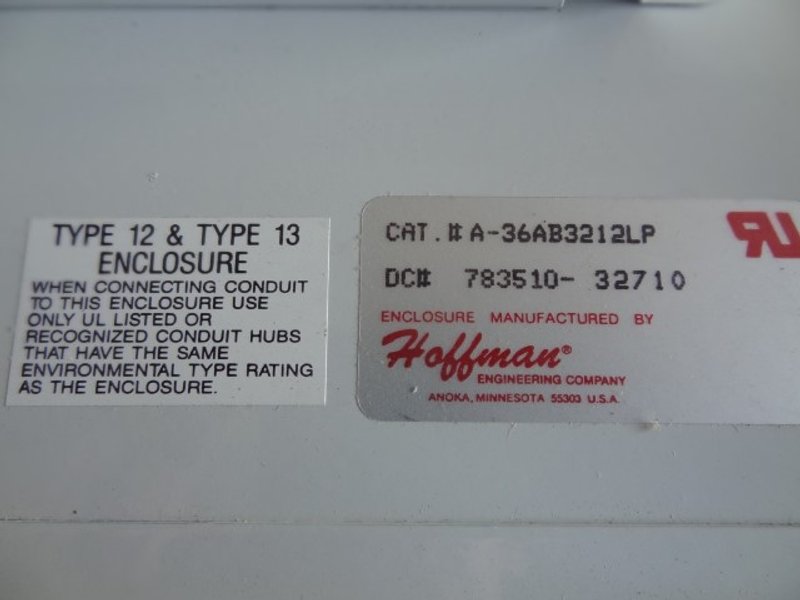 TYPE 12 & TYPE 13
ENCLOSURE
WHEN CONNECTING CONDUIT
TO THIS ENCLOSURE USE
ONLY UL LISTED OR
RECOGNIZED CONDUIT HUBS
THAT HAVE THE SAME
ENVIRONMENTAL TYPE RATING
AS THE ENCLOSURE.
CAT.# A-36AB3212LP
DC# 783510- 32710
ENCLOSURE MANUFACTURED BY
Hoffman®
ENGINEERING COMPANY
ANOKA, MINNESOTA 55303 U.S.A.